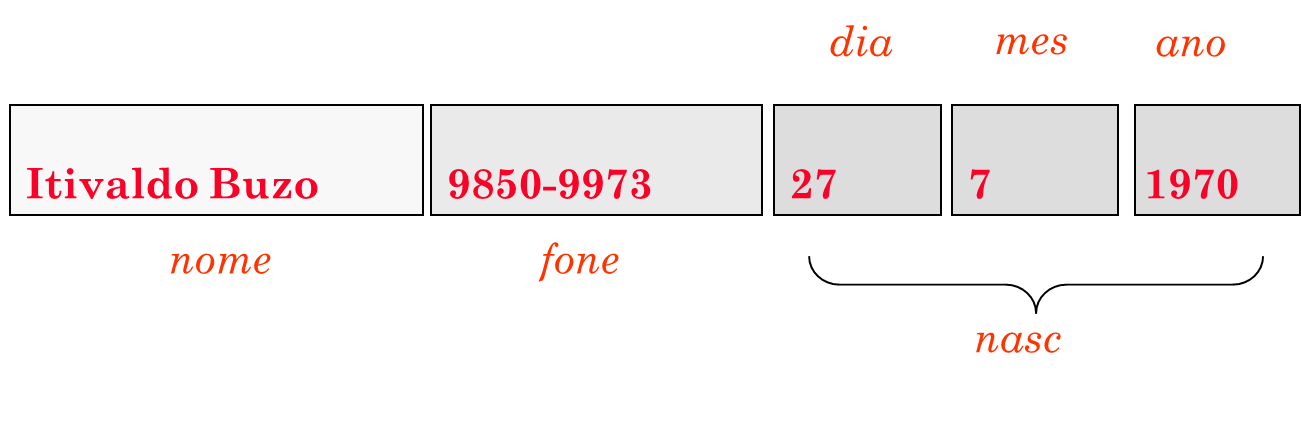 dia mes ano
Itivaldo Buzo 9850-9973 27 7 1970
nome fone
nasc